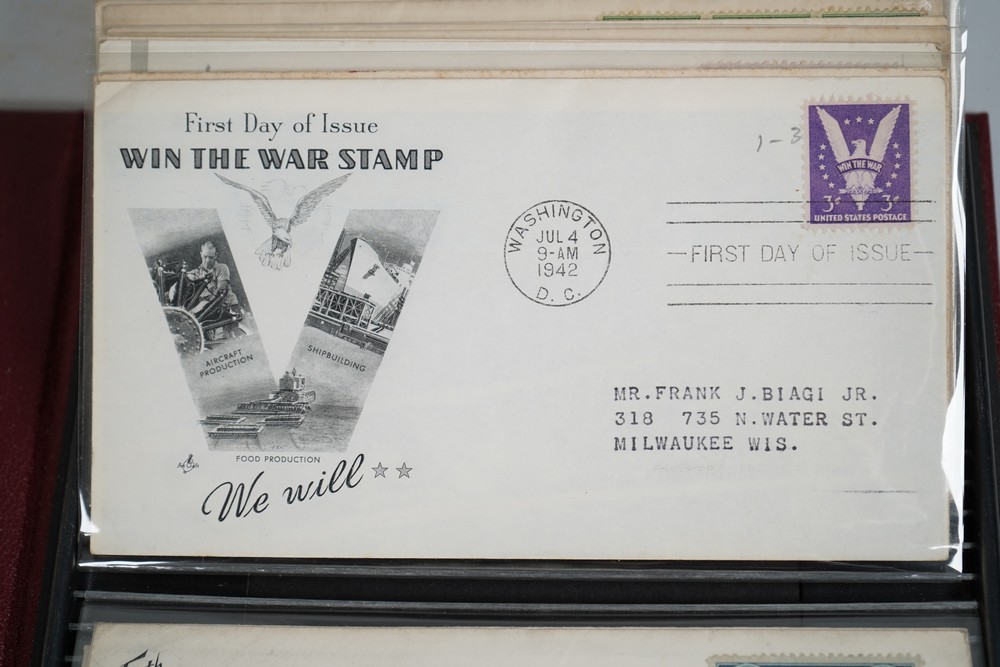 First Day of Issue
WIN THE WAR STAMP
AIRCRAFT
PRODUCTION
SHIPBUILDING
FOOD PRODUCTION
We will
WASHINGTON
JUL 4
9-AM
1942
D. C.
1-3
WIN THE WAR
3¢ 3¢
UNITED STATES POSTAGE
FIRST DAY OF ISSUE
MR.FRANK J.BIAGI JR.
318 735 N.WATER ST.
MILWAUKEE WIS.